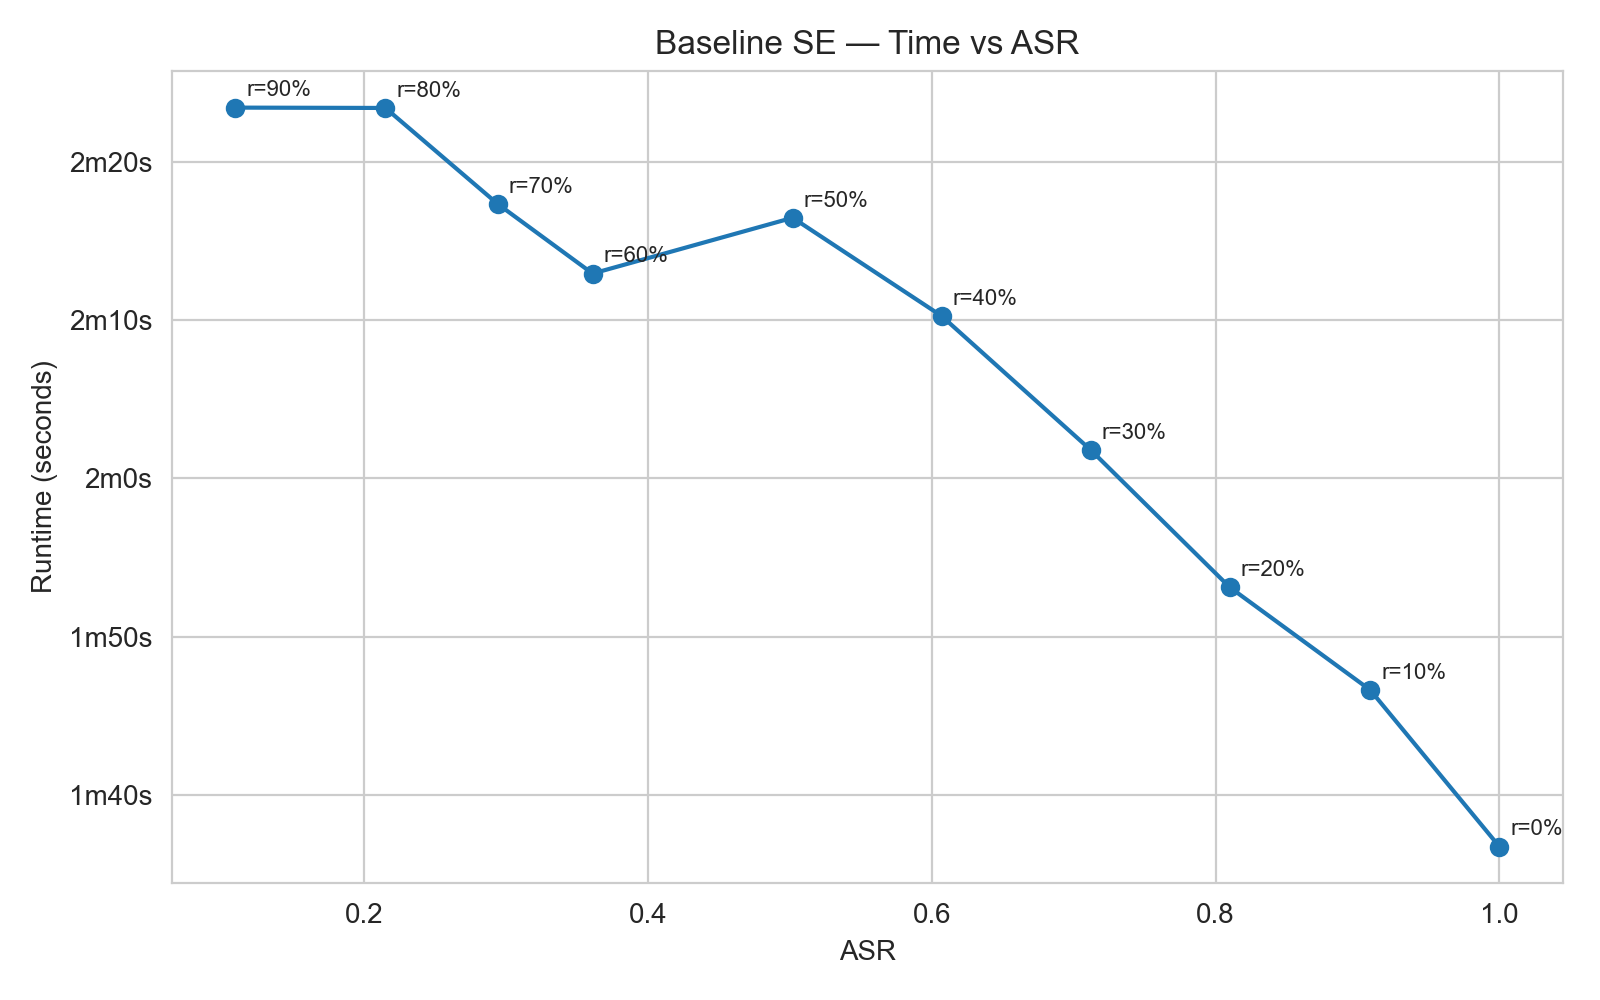 Baseline SE — Time vs ASR
r=90%
r=80%
2m20s
r=70%
r=50%
r=60%
r=40%
2m10s
r=30%
2m0s
r=20%
1m50s
r=10%
1m40s
r=0%
Runtime (seconds)
0.2 0.4 0.6 0.8 1.0
ASR